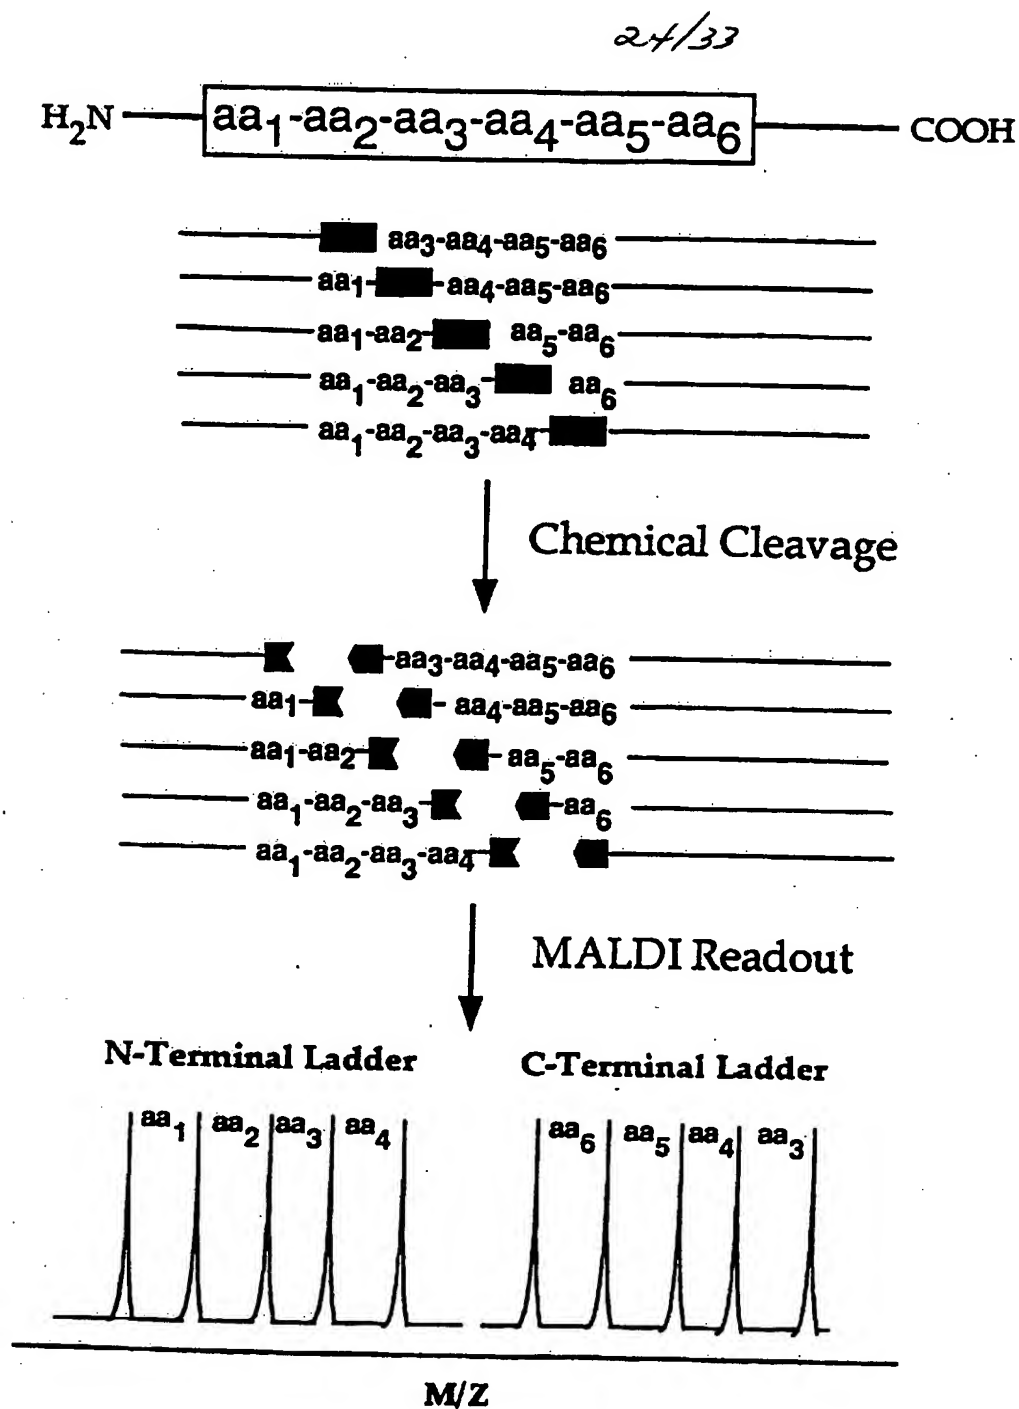 24/33
H₂N aa₁-aa₂-aa₃-aa₄-aa₅-aa₆ COOH
aa₃-aa₄-aa₅-aa₆
aa₁- -aa₄-aa₅-aa₆
aa₁-aa₂- aa₅-aa₆
aa₁-aa₂-aa₃- aa₆
aa₁-aa₂-aa₃-aa₄-
Chemical Cleavage
-aa₃-aa₄-aa₅-aa₆
aa₁- - aa₄-aa₅-aa₆
aa₁-aa₂- -aa₅-aa₆
aa₁-aa₂-aa₃- -aa₆
aa₁-aa₂-aa₃-aa₄-
MALDI Readout
N-Terminal Ladder C-Terminal Ladder
aa₁ aa₂ aa₃ aa₄ aa₆ aa₅ aa₄ aa₃
M/Z